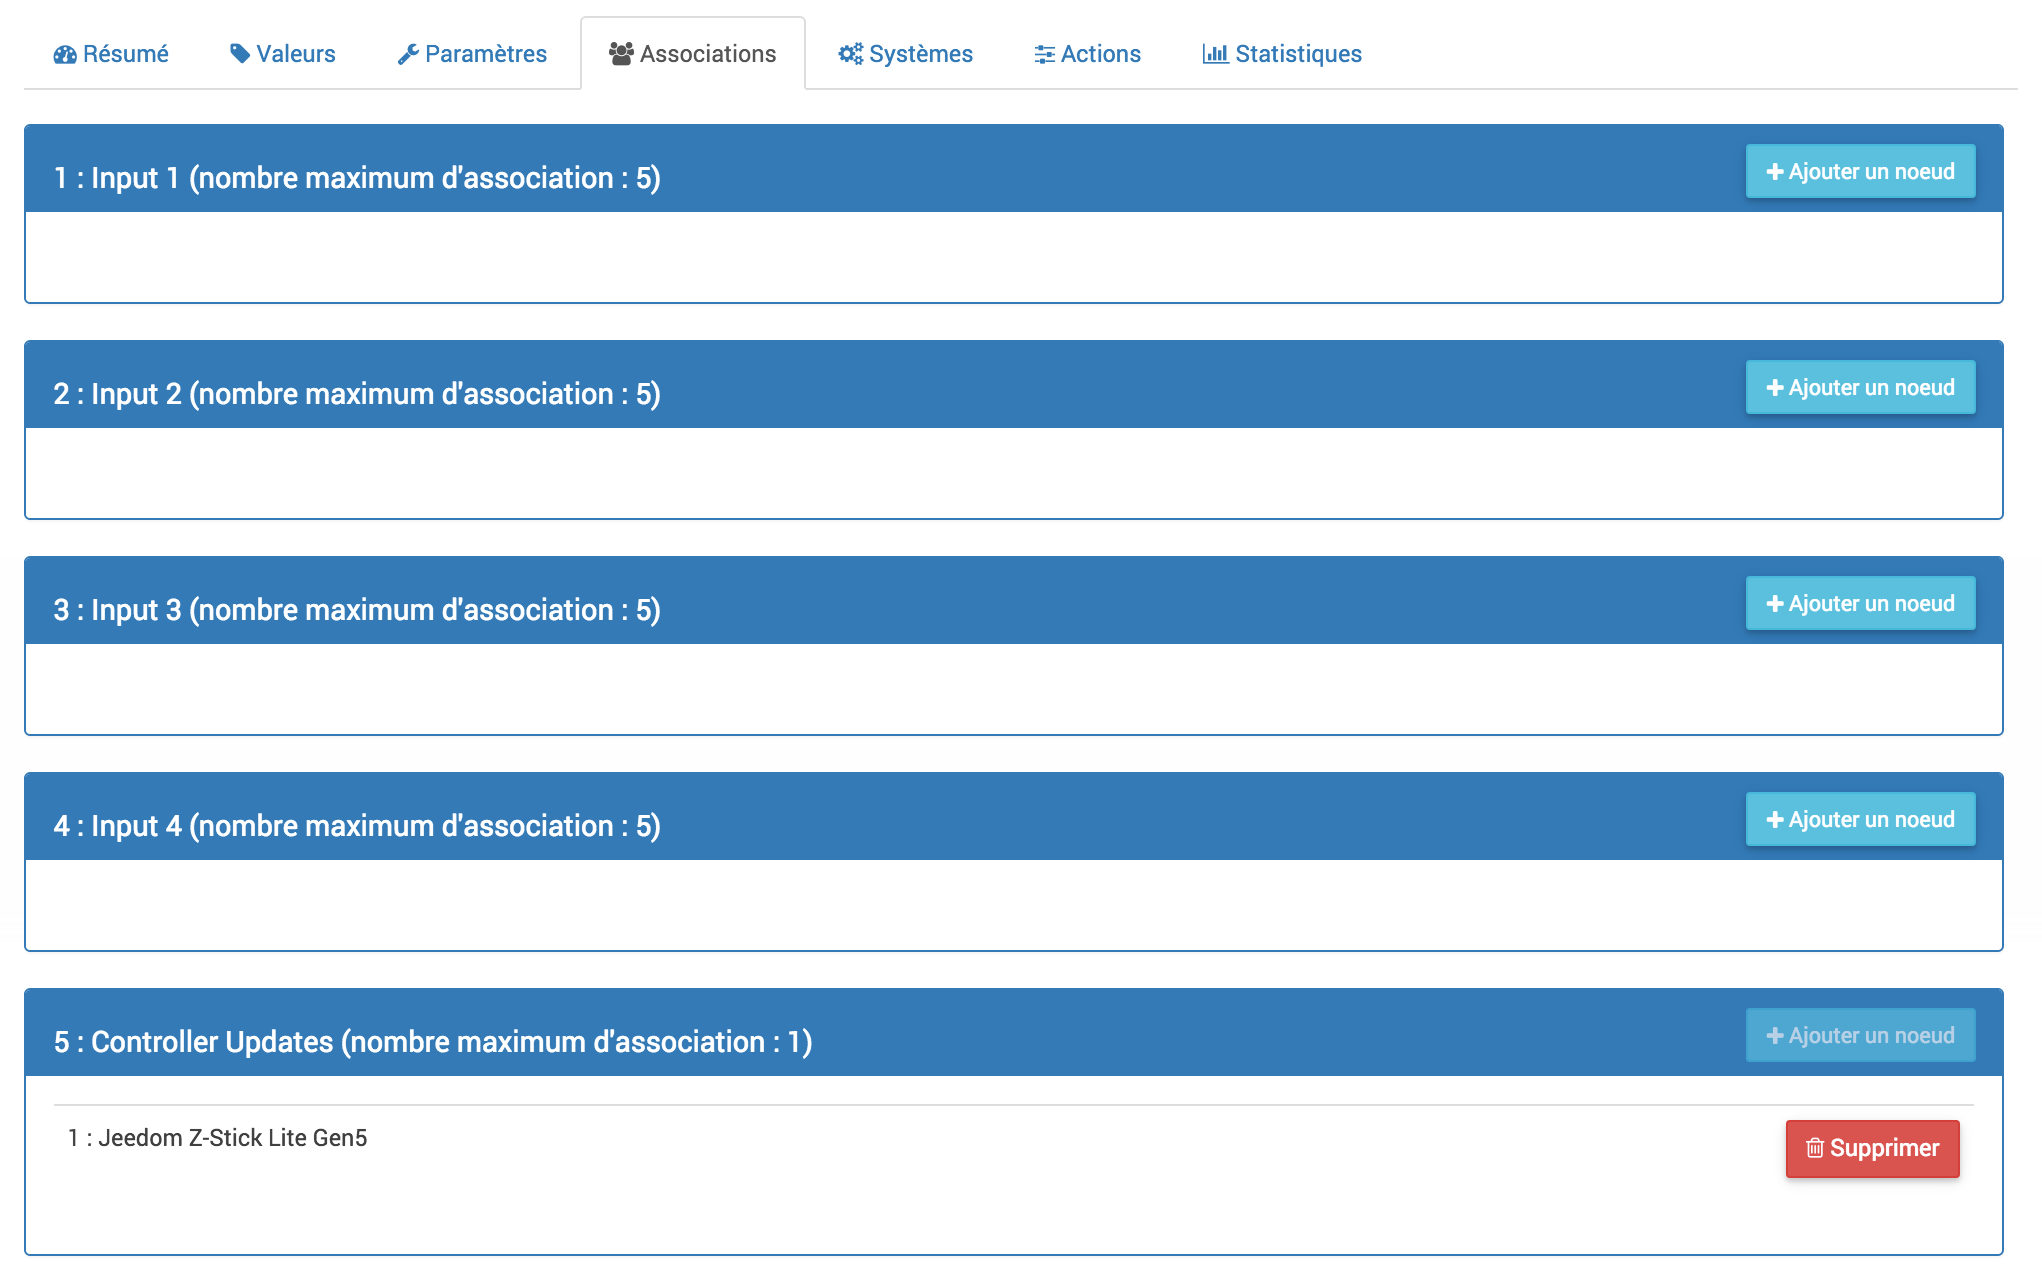 Résumé Valeurs Paramètres Associations Systèmes Actions Statistiques
1 : Input 1 (nombre maximum d'association : 5) Ajouter un noeud
2 : Input 2 (nombre maximum d'association : 5) Ajouter un noeud
3 : Input 3 (nombre maximum d'association : 5) Ajouter un noeud
4 : Input 4 (nombre maximum d'association : 5) Ajouter un noeud
5 : Controller Updates (nombre maximum d'association : 1) Ajouter un noeud
1 : Jeedom Z-Stick Lite Gen5 Supprimer